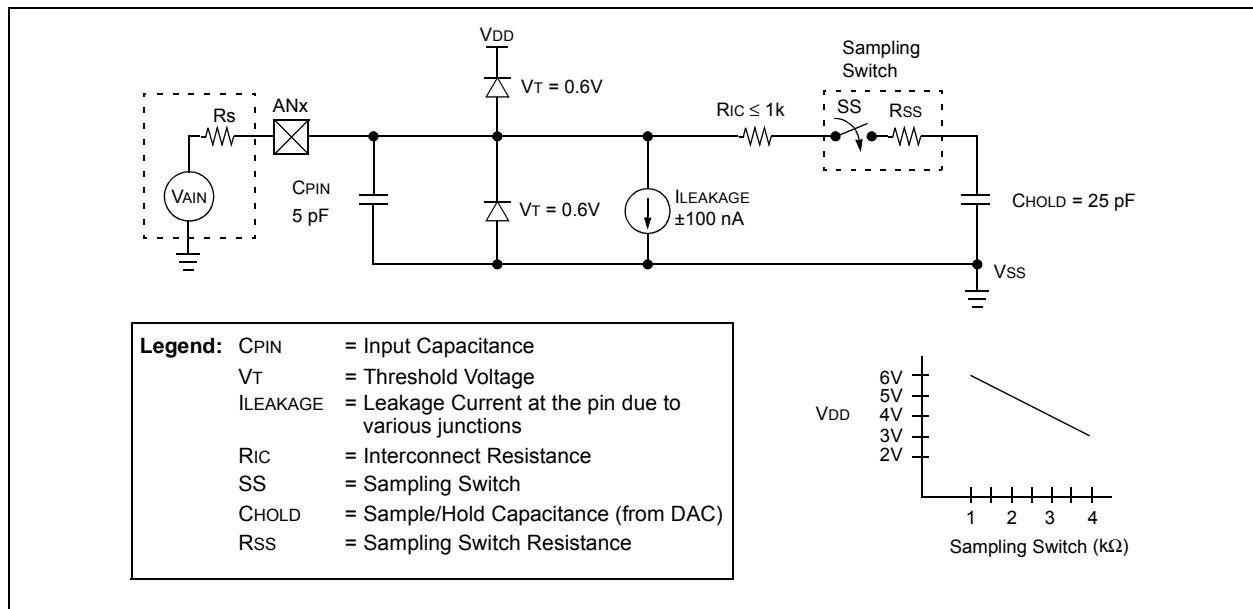 VDD
Sampling
Switch
VT = 0.6V
ANx
Rs
RIC ≤ 1k
SS
RSS
VAIN
CPIN
5 pF
VT = 0.6V
ILEAKAGE
±100 nA
CHOLD = 25 pF
VSS
Legend: CPIN = Input Capacitance
VT = Threshold Voltage
ILEAKAGE = Leakage Current at the pin due to
various junctions
RIC = Interconnect Resistance
SS = Sampling Switch
CHOLD = Sample/Hold Capacitance (from DAC)
RSS = Sampling Switch Resistance
VDD
6V
5V
4V
3V
2V
1 2 3 4
Sampling Switch (kΩ)